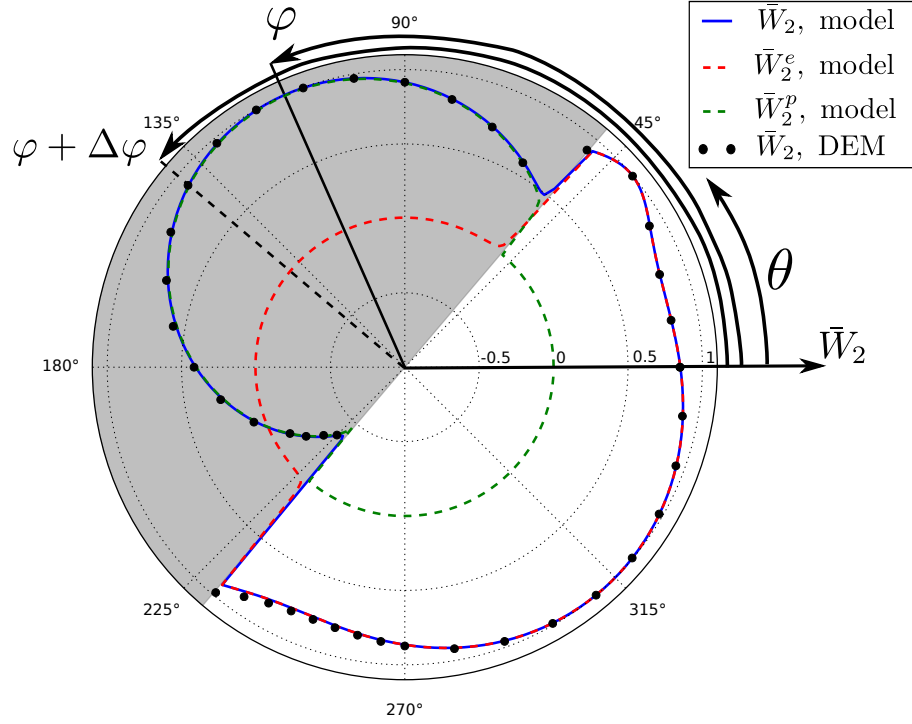 φ
90°
W̄₂, model
W̄₂ᵉ, model
W̄₂ᵖ, model
W̄₂, DEM
135°
45°
φ + Δφ
θ
W̄₂
180°
-0.5
0
0.5
1
225°
315°
270°